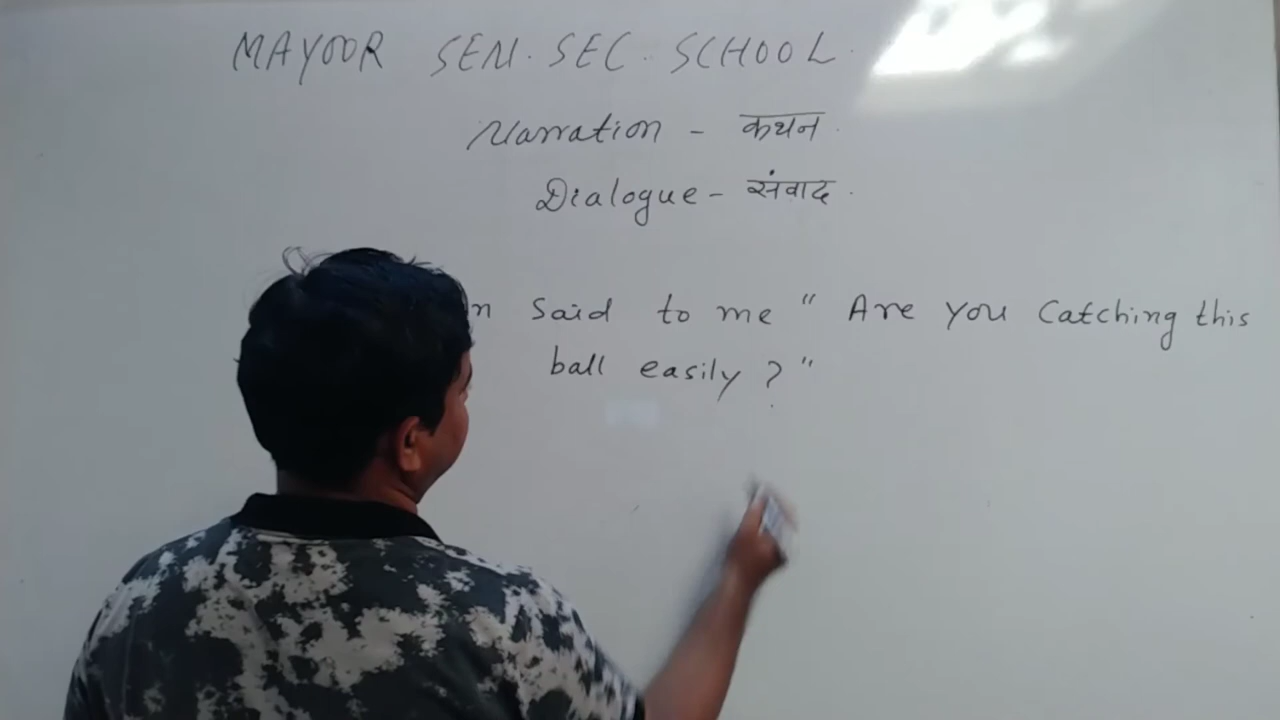 MAYOOR SEN. SEC. SCHOOL.
Narration - कथन.
Dialogue - संवाद.
Said to me " Are you Catching this
ball easily ? "